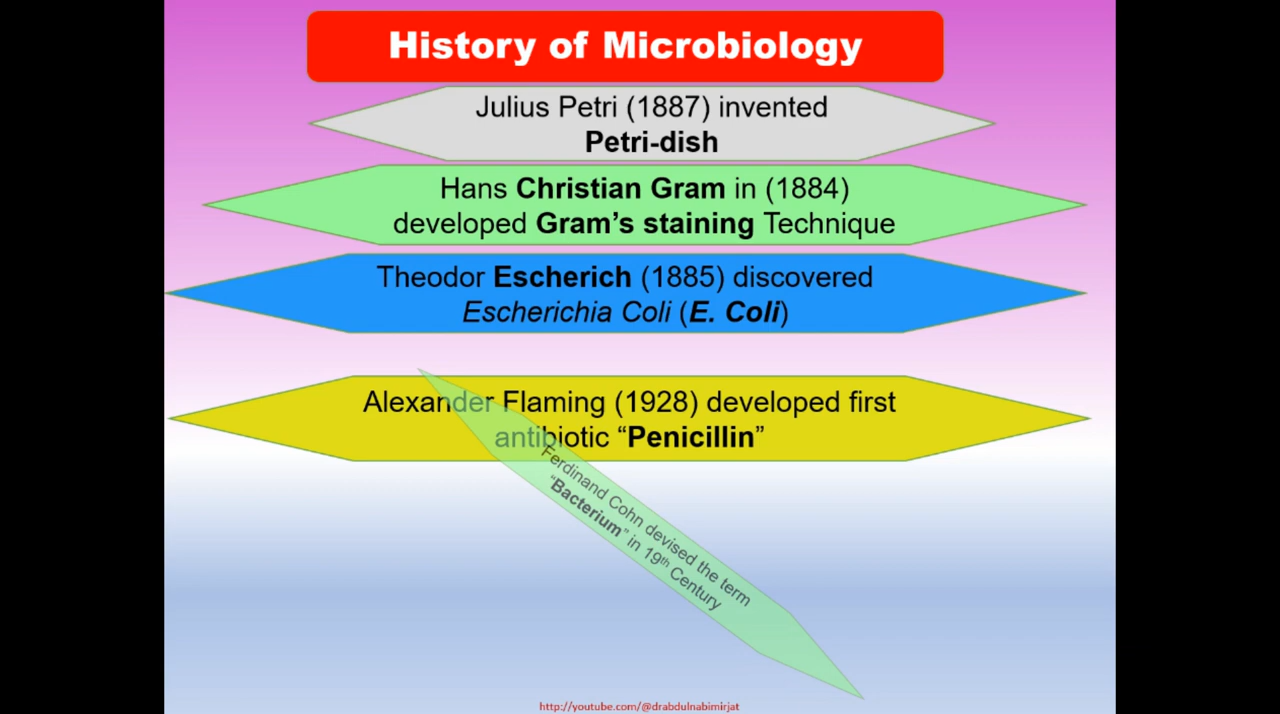 History of Microbiology
Julius Petri (1887) invented
Petri-dish
Hans Christian Gram in (1884)
developed Gram’s staining Technique
Theodor Escherich (1885) discovered
Escherichia Coli (E. Coli)
Alexander Flaming (1928) developed first
antibiotic “Penicillin”
Ferdinand Cohn devised the term
“Bacterium” in 19th Century
http://youtube.com/@drabdulnabimirjat